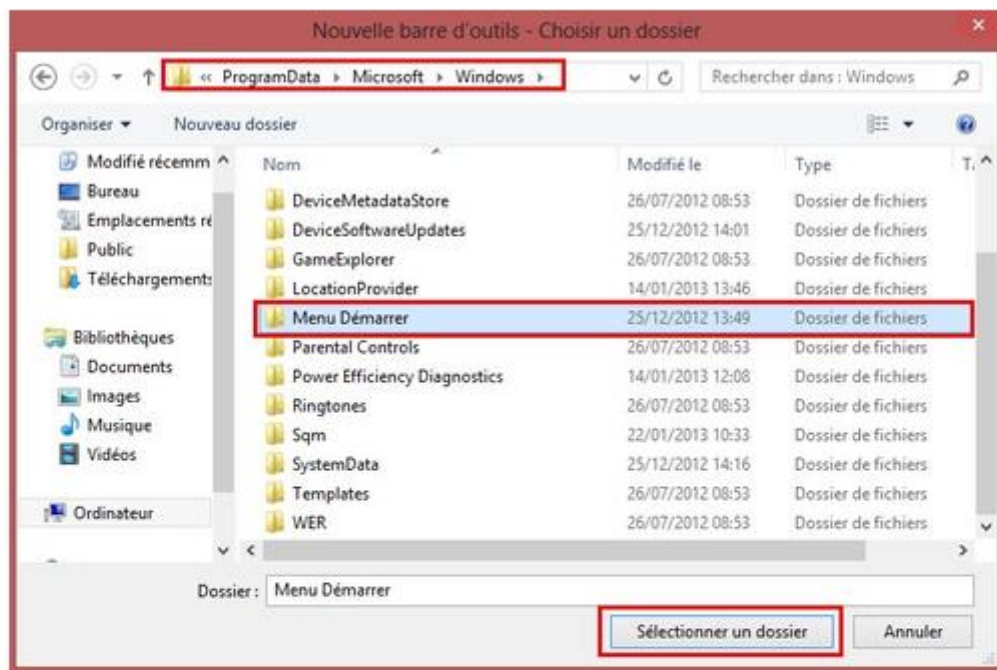 Nouvelle barre d'outils - Choisir un dossier
« ProgramData Microsoft Windows Rechercher dans : Windows
Organiser Nouveau dossier
Modifié récemm
Bureau
Emplacements ré
Public
Téléchargements
Bibliothèques
Documents
Images
Musique
Vidéos
Ordinateur
Nom Modifié le Type
DeviceMetadataStore 26/07/2012 08:53 Dossier de fichiers
DeviceSoftwareUpdates 25/12/2012 14:01 Dossier de fichiers
GameExplorer 26/07/2012 08:53 Dossier de fichiers
LocationProvider 14/01/2013 13:46 Dossier de fichiers
Menu Démarrer 25/12/2012 13:49 Dossier de fichiers
Parental Controls 26/07/2012 08:53 Dossier de fichiers
Power Efficiency Diagnostics 14/01/2013 12:08 Dossier de fichiers
Ringtones 26/07/2012 08:53 Dossier de fichiers
Sqm 22/01/2013 10:33 Dossier de fichiers
SystemData 25/12/2012 14:16 Dossier de fichiers
Templates 26/07/2012 08:53 Dossier de fichiers
WER 26/07/2012 08:53 Dossier de fichiers
Dossier : Menu Démarrer
Sélectionner un dossier Annuler